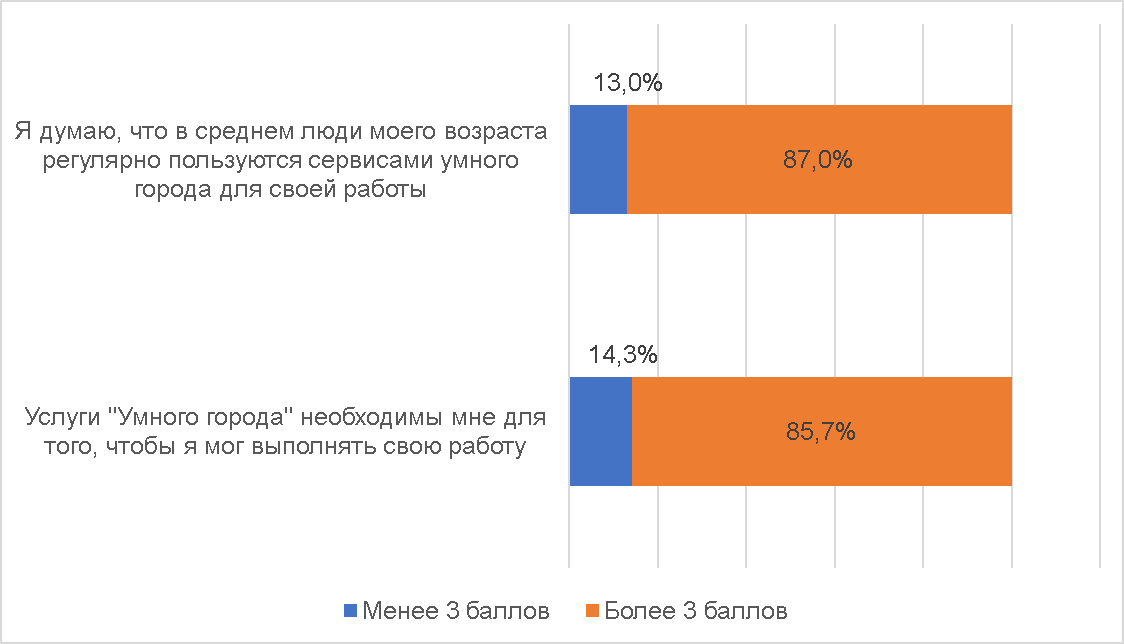 13,0%
Я думаю, что в среднем люди моего возраста
регулярно пользуются сервисами умного
города для своей работы
87,0%
14,3%
Услуги "Умного города" необходимы мне для
того, чтобы я мог выполнять свою работу
85,7%
Менее 3 баллов
Более 3 баллов